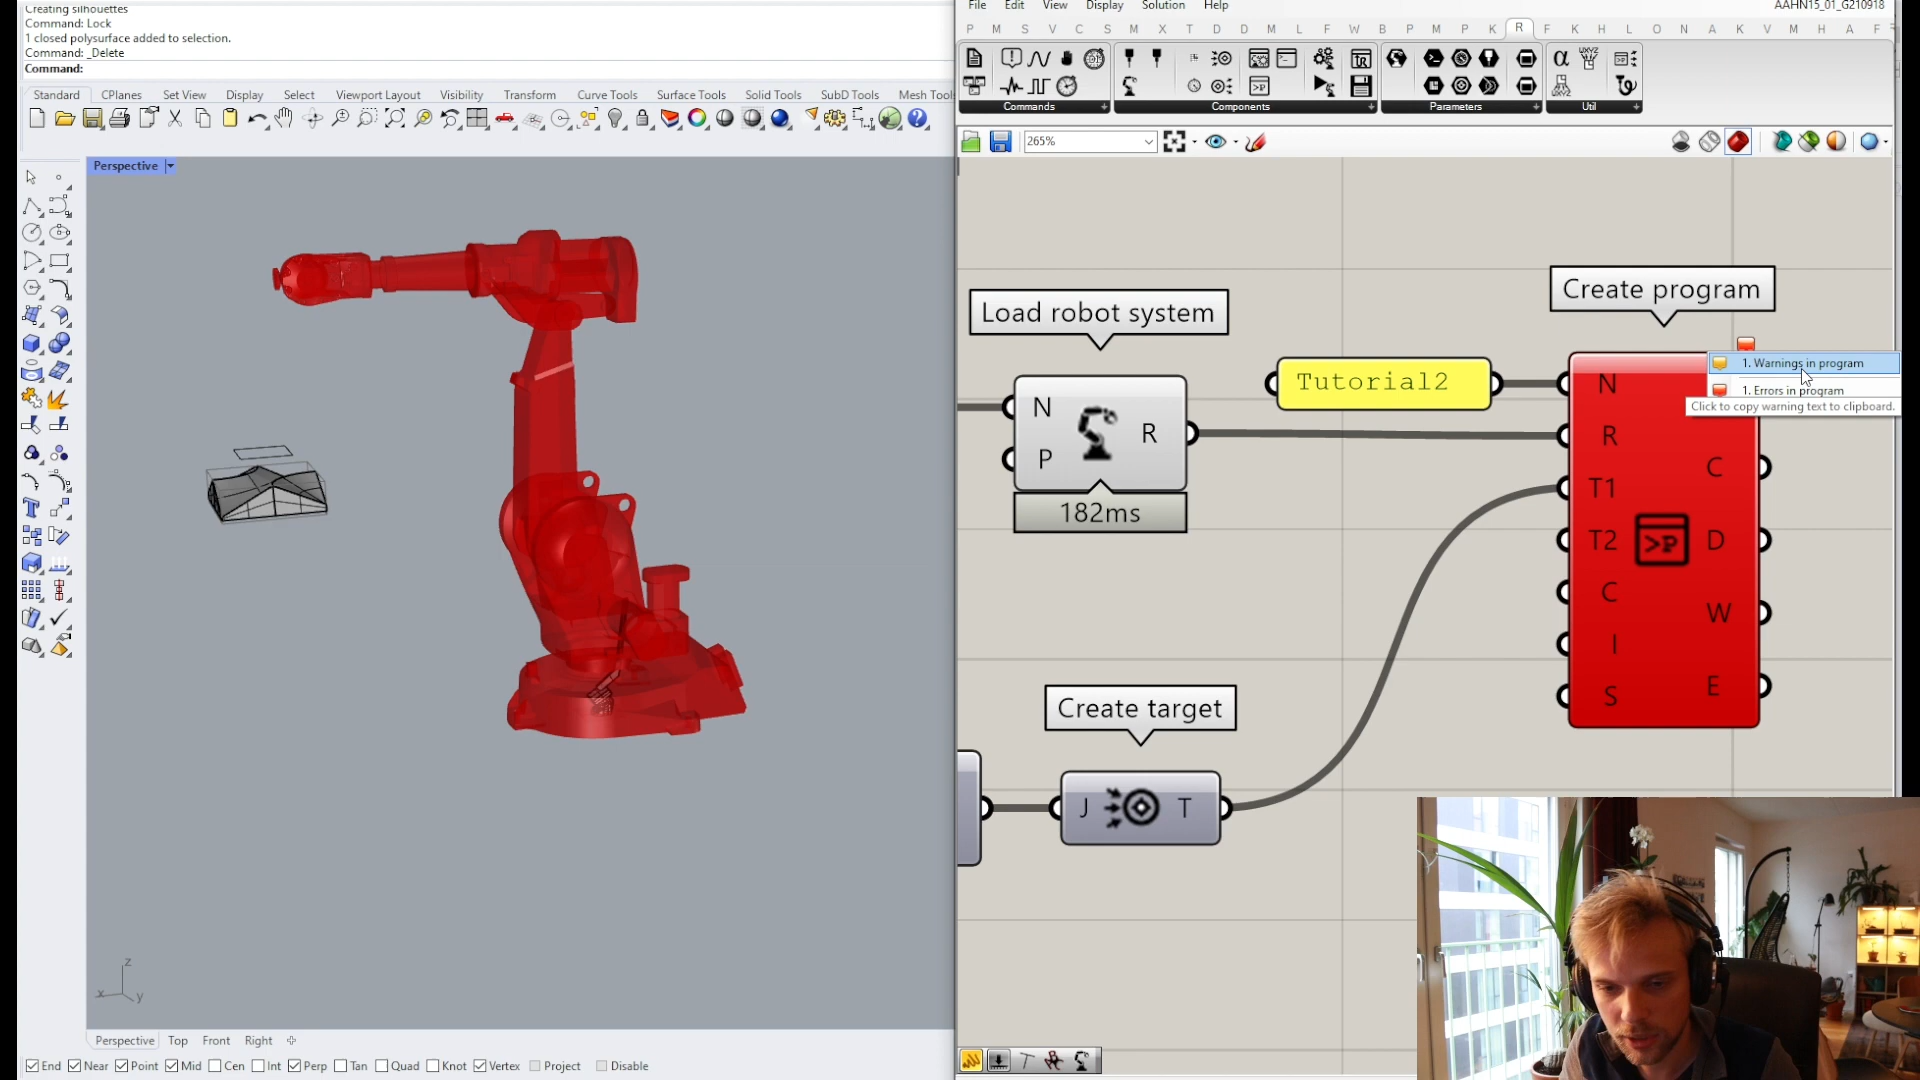 Creating silhouettes
Command: Lock
1 closed polysurface added to selection.
Command: _Delete
Command:
Standard CPlanes Set View Display Select Viewport Layout Visibility Transform Curve Tools Surface Tools Solid Tools SubD Tools Mesh Tool
Perspective
z
x
y
Perspective Top Front Right
End Near Point Mid Cen Int Perp Tan Quad Knot Vertex Project Disable
File Edit View Display Solution Help
AAHN15_01_G210918
P M S V C S M X T D D M L F W B P M P K R F K H L O N A K V M H A F
Commands Components Parameters Util
265%
Load robot system
N
P
R
182ms
Tutorial2
Create program
1. Warnings in program
1. Errors in program
Click to copy warning text to clipboard.
N
R
T1
T2
C
I
S
>P
C
D
W
E
Create target
J
T